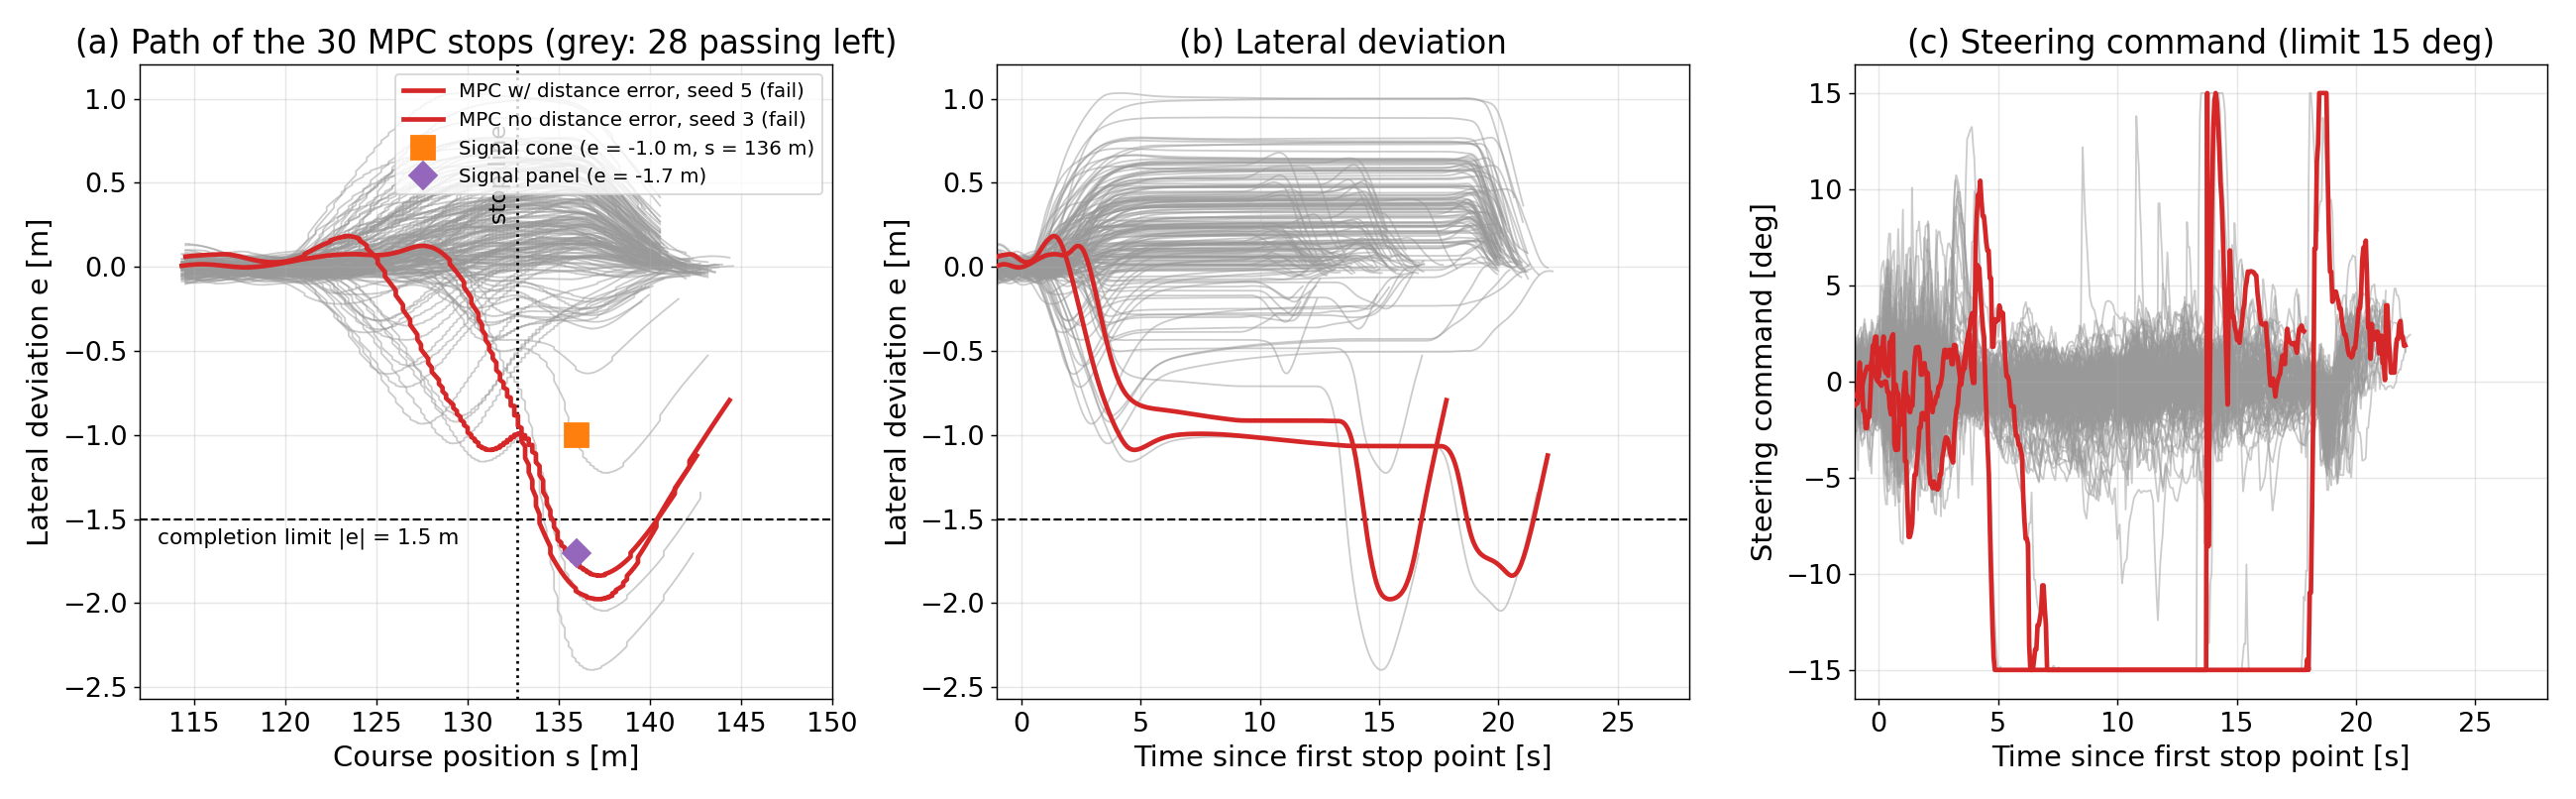 (a) Path of the 30 MPC stops (grey: 28 passing left)
MPC w/ distance error, seed 5 (fail)
MPC no distance error, seed 3 (fail)
Signal cone (e = -1.0 m, s = 136 m)
Signal panel (e = -1.7 m)
stop line
completion limit |e| = 1.5 m
Lateral deviation e [m]
1.0
0.5
0.0
−0.5
−1.0
−1.5
−2.0
−2.5
115 120 125 130 135 140 145 150
Course position s [m]
(b) Lateral deviation
Lateral deviation e [m]
1.0
0.5
0.0
−0.5
−1.0
−1.5
−2.0
−2.5
0 5 10 15 20 25
Time since first stop point [s]
(c) Steering command (limit 15 deg)
Steering command [deg]
15
10
5
0
−5
−10
−15
0 5 10 15 20 25
Time since first stop point [s]